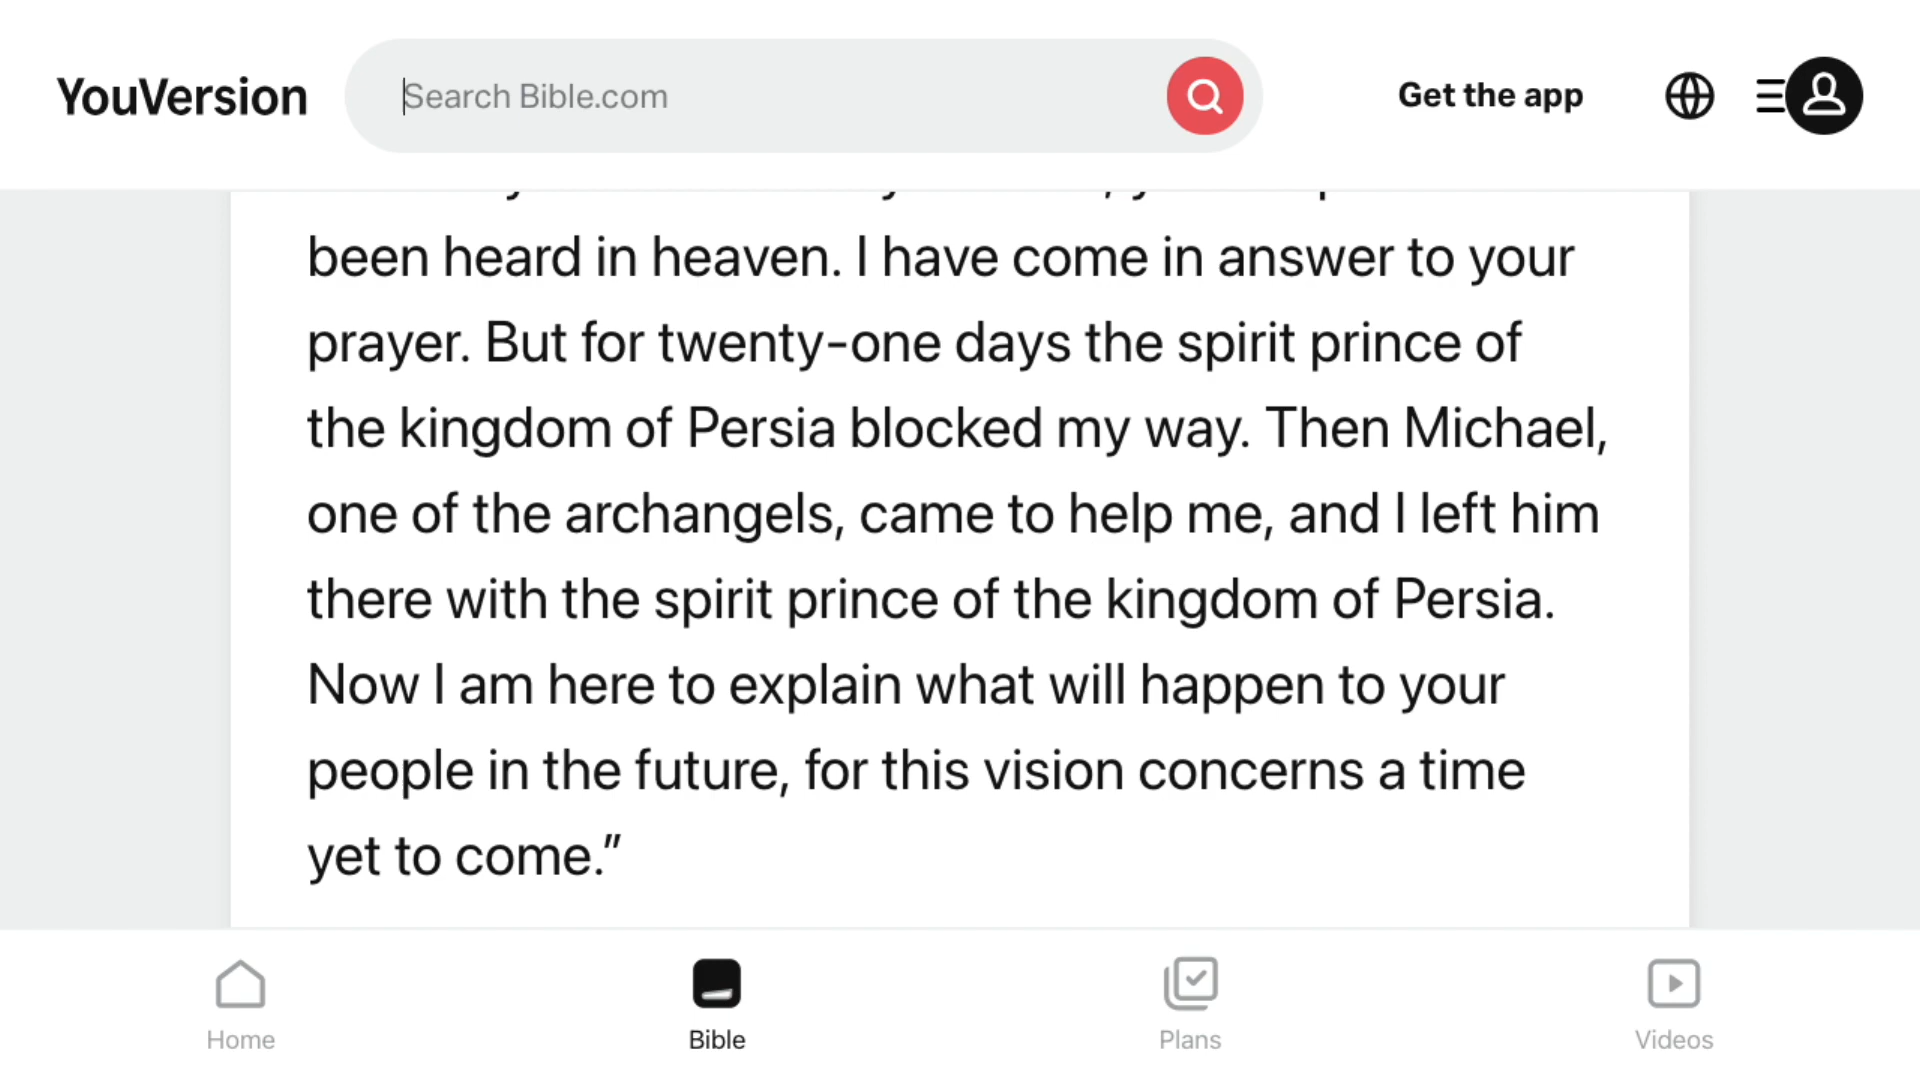 YouVersion
Search Bible.com
Get the app
been heard in heaven. I have come in answer to your
prayer. But for twenty-one days the spirit prince of
the kingdom of Persia blocked my way. Then Michael,
one of the archangels, came to help me, and I left him
there with the spirit prince of the kingdom of Persia.
Now I am here to explain what will happen to your
people in the future, for this vision concerns a time
yet to come.”
Home
Bible
Plans
Videos